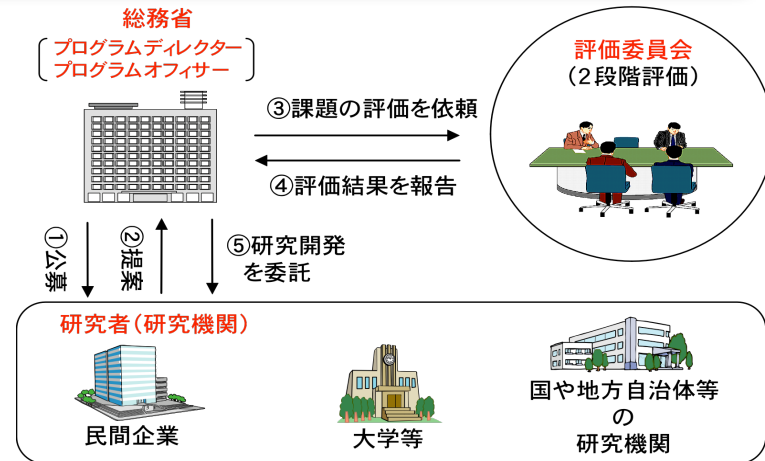 総務省
プログラムディレクター
プログラムオフィサー
評価委員会
(2段階評価)
③課題の評価を依頼
④評価結果を報告
①公募
②提案
⑤研究開発
を委託
研究者(研究機関)
民間企業
大学等
国や地方自治体等
の
研究機関